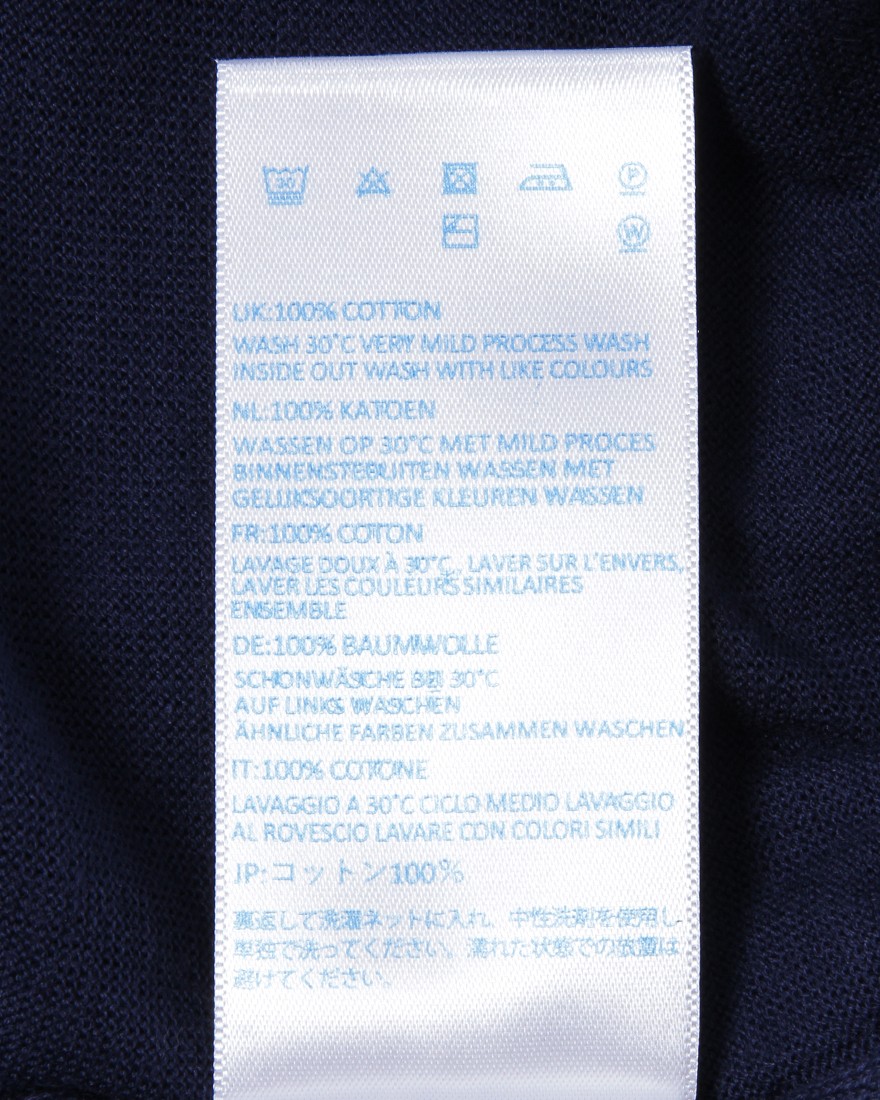 30
P
W
UK:100% COTTON
WASH 30°C VERY MILD PROCESS WASH
INSIDE OUT WASH WITH LIKE COLOURS
NL:100% KATOEN
WASSEN OP 30°C MET MILD PROCES
BINNENSTEBUITEN WASSEN MET
GELIJKSOORTIGE KLEUREN WASSEN
FR:100% COTON
LAVAGE DOUX À 30°C, LAVER SUR L'ENVERS,
LAVER LES COULEURS SIMILAIRES
ENSEMBLE
DE:100% BAUMWOLLE
SCHONWÄSCHE BEI 30°C
AUF LINKS WASCHEN
ÄHNLICHE FARBEN ZUSAMMEN WASCHEN
IT:100% COTONE
LAVAGGIO A 30°C CICLO MEDIO LAVAGGIO
AL ROVESCIO LAVARE CON COLORI SIMILI
JP:コットン100%
裏返して洗濯ネットに入れ、中性洗剤を使用し
単独で洗ってください。濡れた状態での放置は
避けてください。